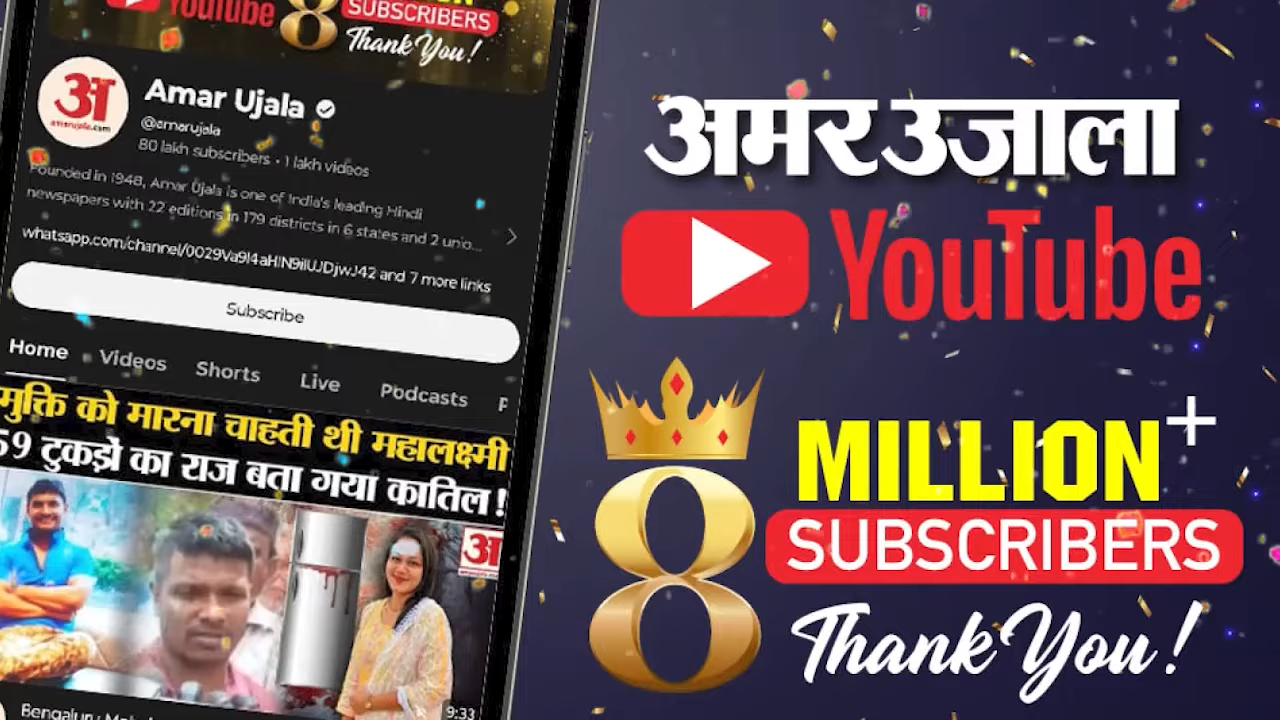 YouTube
SUBSCRIBERS
8
Thank You!
अ
amarujala.com
Amar Ujala
@amarujala
80 lakh subscribers • 1 lakh videos
Founded in 1948, Amar Ujala is one of India's leading Hindi
newspapers with 22 editions in 179 districts in 6 states and 2 unio...
and 7 more links
Subscribe
Home Videos Shorts Live Podcasts P
मुक्ति को मारना चाहती थी महालक्ष्मी
59 टुकड़ों का राज बता गया कातिल!
अ
9:33
Bengaluru
अमर उजाला
YouTube
8 MILLION+
SUBSCRIBERS
Thank You!